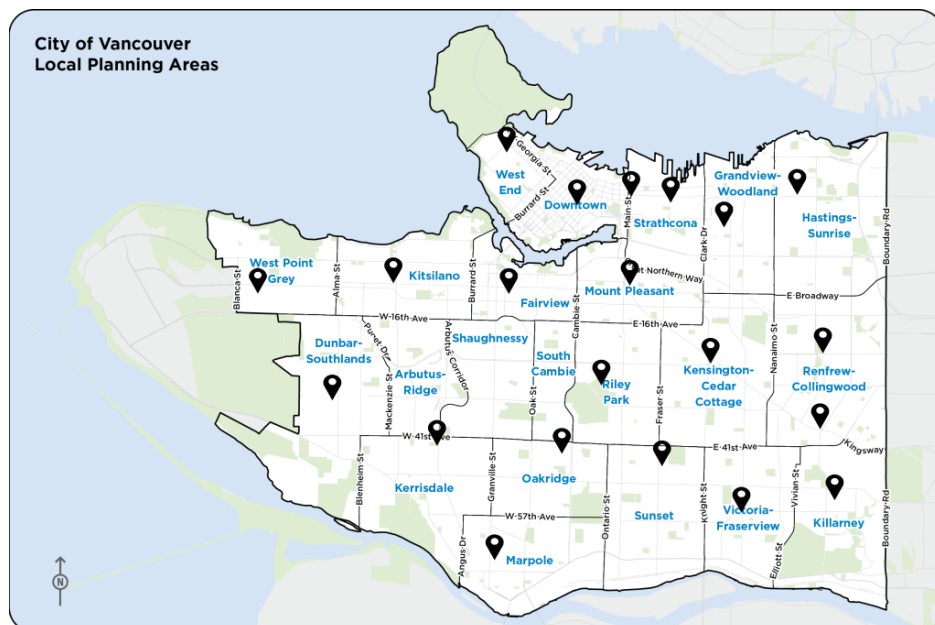 City of Vancouver
Local Planning Areas
Georgia St
West
End
Burrard St
Downtown
Main St
Strathcona
Grandview-
Woodland
Clark Dr
Hastings-
Sunrise
Boundary Rd
West Point
Grey
Blanca St
Alma St
Kitsilano
Burrard St
Fairview
Cambie St
Mount Pleasant
at Northern Way
E Broadway
W 16th Ave
E 16th Ave
Nanaimo St
Dunbar-
Southlands
Puget Dr
Mackenzie St
Arbutus-
Ridge
Arbutus Corridor
Shaughnessy
Oak St
South
Cambie
Riley
Park
Fraser St
Kensington-
Cedar
Cottage
Renfrew-
Collingwood
W 41st Ave
E 41st Ave
Kingsway
Blenheim St
Kerrisdale
Granville St
Oakridge
Ontario St
Sunset
Knight St
Victoria-
Fraserview
Vivian St
Elliott St
Killarney
Boundary Rd
W 57th Ave
Angus Dr
Marpole
N